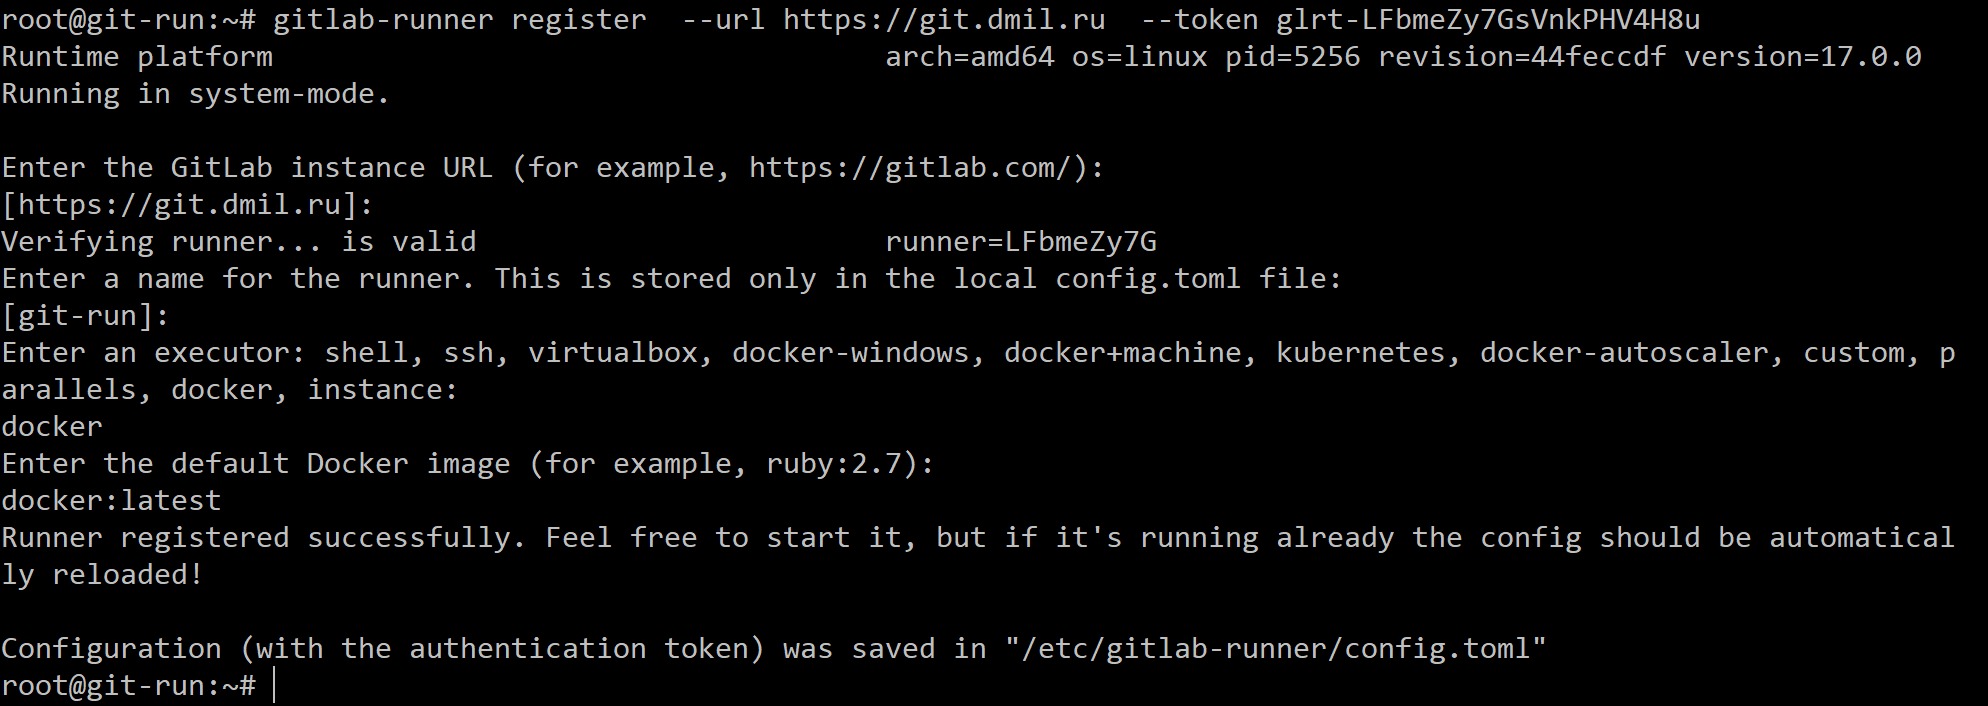 root@git-run:~# gitlab-runner register  --url https://git.dmil.ru  --token glrt-LFbmeZy7GsVnkPHV4H8u
Runtime platform                                    arch=amd64 os=linux pid=5256 revision=44feccdf version=17.0.0
Running in system-mode.
Enter the GitLab instance URL (for example, https://gitlab.com/):
[https://git.dmil.ru]:
Verifying runner... is valid                        runner=LFbmeZy7G
Enter a name for the runner. This is stored only in the local config.toml file:
[git-run]:
Enter an executor: shell, ssh, virtualbox, docker-windows, docker+machine, kubernetes, docker-autoscaler, custom, p
arallels, docker, instance:
docker
Enter the default Docker image (for example, ruby:2.7):
docker:latest
Runner registered successfully. Feel free to start it, but if it's running already the config should be automatical
ly reloaded!
Configuration (with the authentication token) was saved in "/etc/gitlab-runner/config.toml"
root@git-run:~#